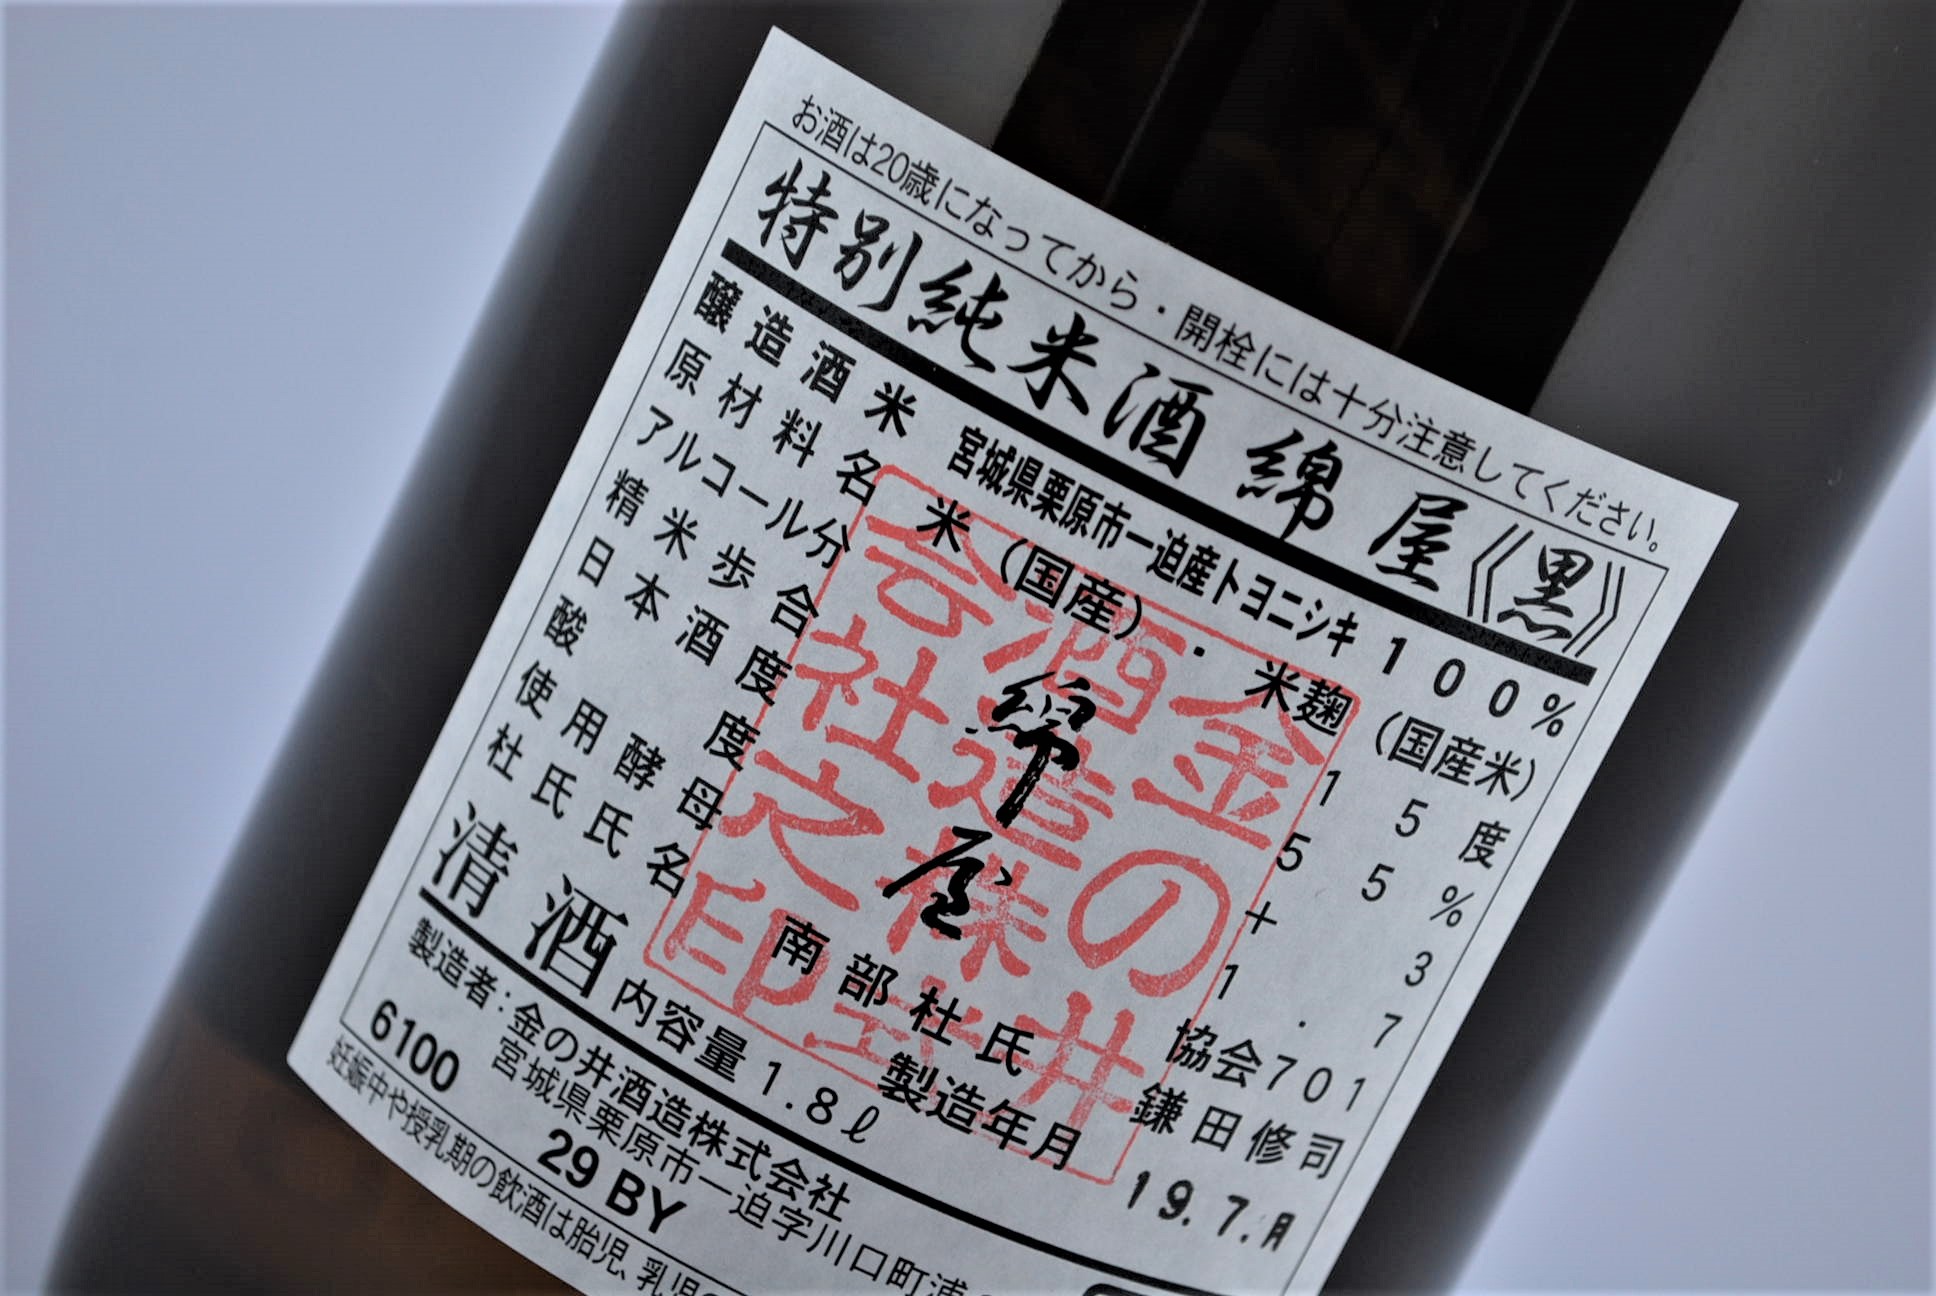 お酒は20歳になってから・開栓には十分注意してください。
特別純米酒 綿屋《黒》
醸造酒米 宮城県栗原市一迫産トヨニシキ100%
原材料名 米(国産)・米麹(国産米)
アルコール分 15度
精米歩合 55%
日本酒度 +3
酸度 1.7
使用酵母 協会701
杜氏氏名 南部杜氏 鎌田修司
綿屋
金の井酒造株式会社之印
清酒 内容量1.8ℓ 製造年月 19.7.月
製造者:金の井酒造株式会社
宮城県栗原市一迫字川口町浦
6100 29BY
妊娠中や授乳期の飲酒は胎児、乳児